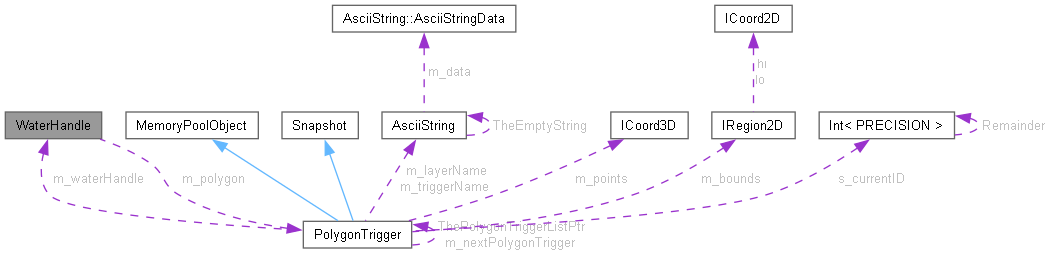 AsciiString::AsciiStringData
ICoord2D
m_data
hi
lo
WaterHandle
MemoryPoolObject
Snapshot
AsciiString
TheEmptyString
ICoord3D
IRegion2D
Int< PRECISION >
Remainder
m_waterHandle
m_polygon
m_layerName
m_triggerName
m_points
m_bounds
s_currentID
PolygonTrigger
ThePolygonTriggerListPtr
m_nextPolygonTrigger